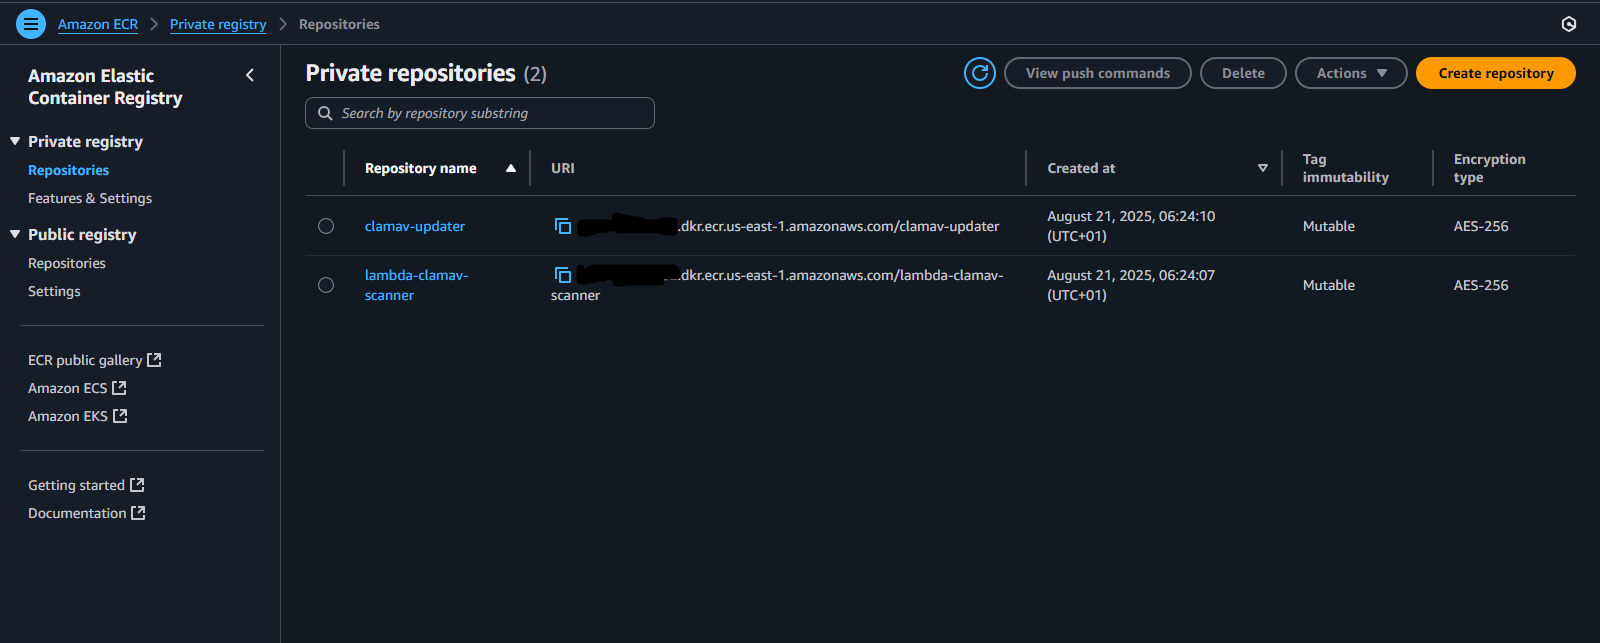 Amazon ECR > Private registry > Repositories
Amazon Elastic
Container Registry
Private registry
Repositories
Features & Settings
Public registry
Repositories
Settings
ECR public gallery
Amazon ECS
Amazon EKS
Getting started
Documentation
Private repositories (2)
View push commands
Delete
Actions
Create repository
Search by repository substring
Repository name
URI
Created at
Tag
immutability
Encryption
type
clamav-updater
.dkr.ecr.us-east-1.amazonaws.com/clamav-updater
August 21, 2025, 06:24:10
(UTC+01)
Mutable
AES-256
lambda-clamav-
scanner
.dkr.ecr.us-east-1.amazonaws.com/lambda-clamav-
scanner
August 21, 2025, 06:24:07
(UTC+01)
Mutable
AES-256